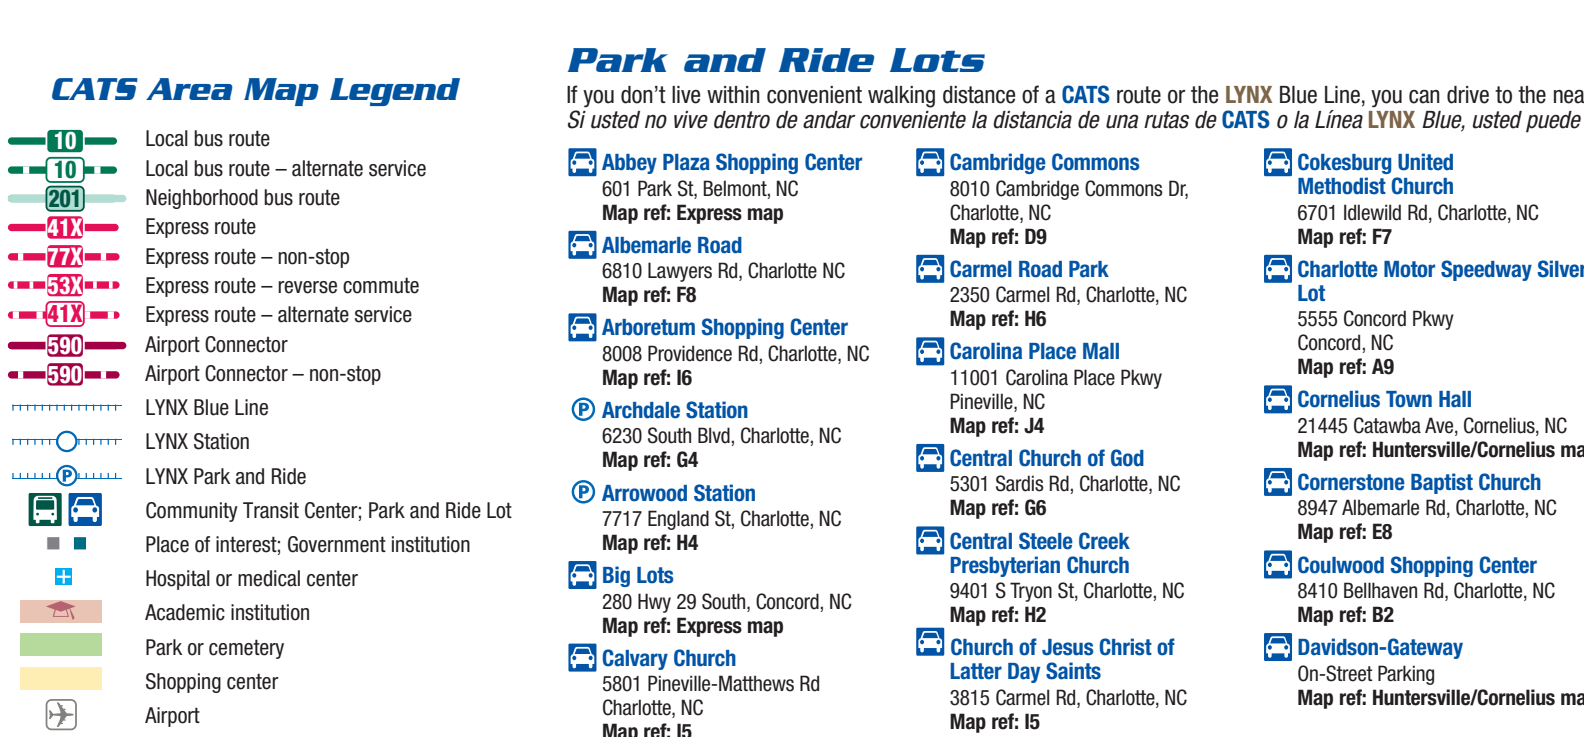 CATS Area Map Legend
10 Local bus route
10 Local bus route – alternate service
201 Neighborhood bus route
41X Express route
77X Express route – non-stop
53X Express route – reverse commute
41X Express route – alternate service
590 Airport Connector
590 Airport Connector – non-stop
LYNX Blue Line
LYNX Station
P LYNX Park and Ride
Community Transit Center; Park and Ride Lot
Place of interest; Government institution
Hospital or medical center
Academic institution
Park or cemetery
Shopping center
Airport
Park and Ride Lots
If you don’t live within convenient walking distance of a CATS route or the LYNX Blue Line, you can drive to the nea
Si usted no vive dentro de andar conveniente la distancia de una rutas de CATS o la Línea LYNX Blue, usted puede
Abbey Plaza Shopping Center
601 Park St, Belmont, NC
Map ref: Express map
Albemarle Road
6810 Lawyers Rd, Charlotte NC
Map ref: F8
Arboretum Shopping Center
8008 Providence Rd, Charlotte, NC
Map ref: I6
P Archdale Station
6230 South Blvd, Charlotte, NC
Map ref: G4
P Arrowood Station
7717 England St, Charlotte, NC
Map ref: H4
Big Lots
280 Hwy 29 South, Concord, NC
Map ref: Express map
Calvary Church
5801 Pineville-Matthews Rd
Charlotte, NC
Map ref: I5
Cambridge Commons
8010 Cambridge Commons Dr,
Charlotte, NC
Map ref: D9
Carmel Road Park
2350 Carmel Rd, Charlotte, NC
Map ref: H6
Carolina Place Mall
11001 Carolina Place Pkwy
Pineville, NC
Map ref: J4
Central Church of God
5301 Sardis Rd, Charlotte, NC
Map ref: G6
Central Steele Creek
Presbyterian Church
9401 S Tryon St, Charlotte, NC
Map ref: H2
Church of Jesus Christ of
Latter Day Saints
3815 Carmel Rd, Charlotte, NC
Map ref: I5
Cokesburg United
Methodist Church
6701 Idlewild Rd, Charlotte, NC
Map ref: F7
Charlotte Motor Speedway Silver
Lot
5555 Concord Pkwy
Concord, NC
Map ref: A9
Cornelius Town Hall
21445 Catawba Ave, Cornelius, NC
Map ref: Huntersville/Cornelius ma
Cornerstone Baptist Church
8947 Albemarle Rd, Charlotte, NC
Map ref: E8
Coulwood Shopping Center
8410 Bellhaven Rd, Charlotte, NC
Map ref: B2
Davidson-Gateway
On-Street Parking
Map ref: Huntersville/Cornelius ma